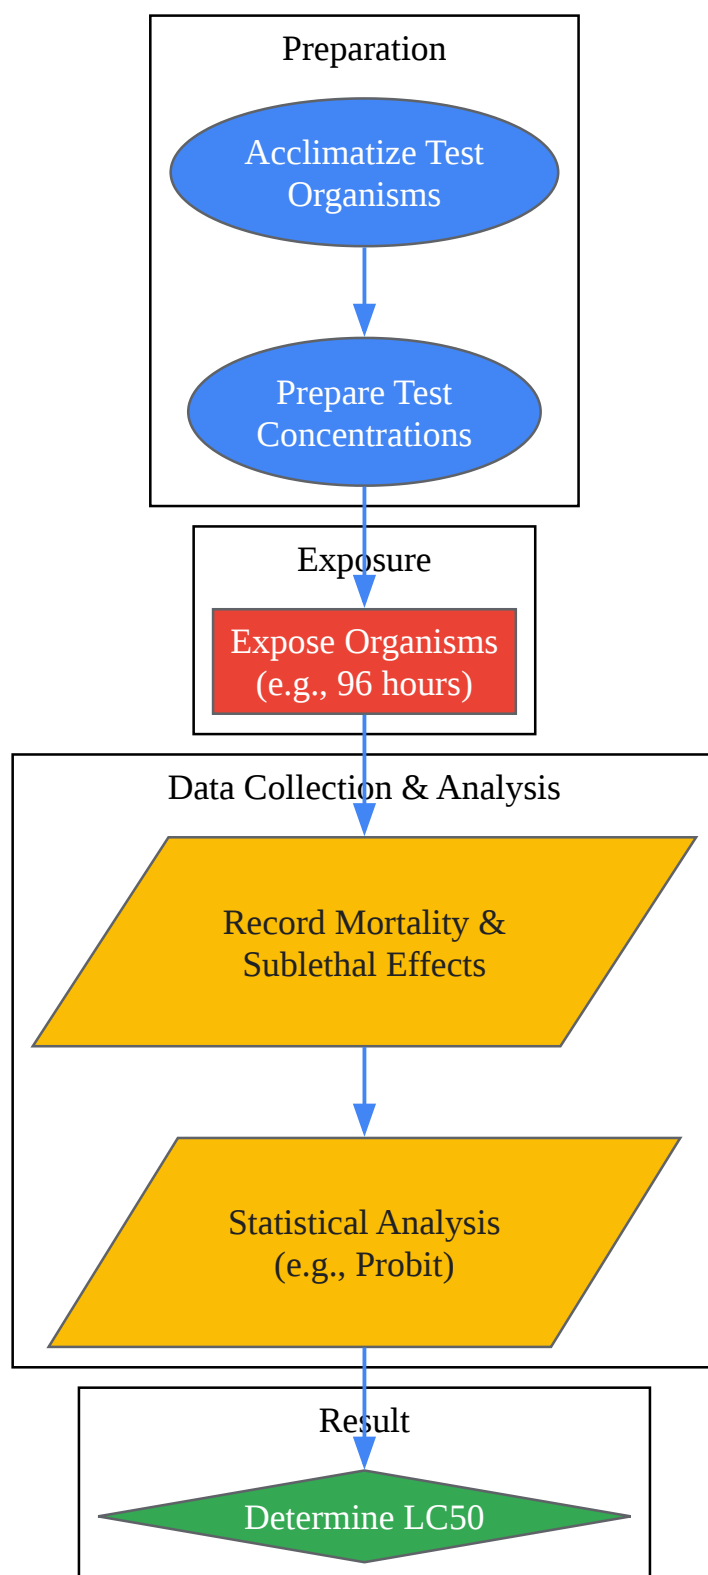 Preparation
Acclimatize Test
Organisms
Prepare Test
Concentrations
Exposure
Expose Organisms
(e.g., 96 hours)
Data Collection & Analysis
Record Mortality &
Sublethal Effects
Statistical Analysis
(e.g., Probit)
Result
Determine LC50